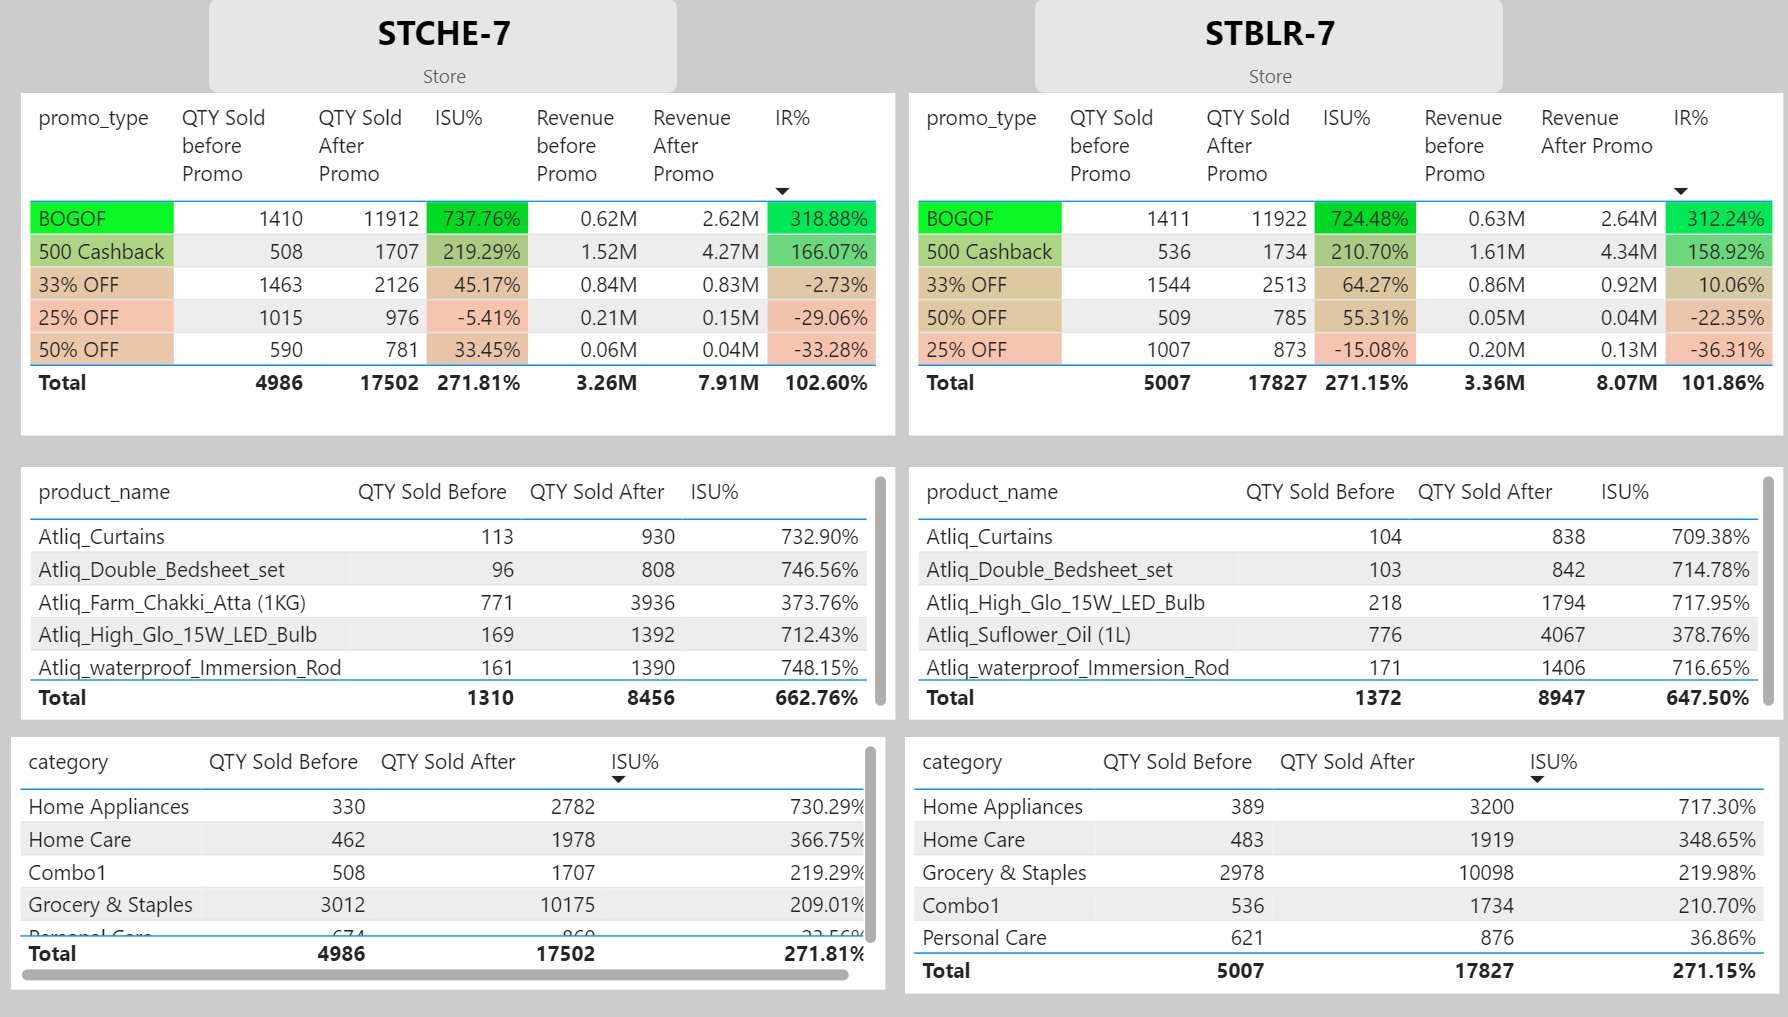 STCHE-7
Store
promo_type QTY Sold before Promo QTY Sold After Promo ISU% Revenue before Promo Revenue After Promo IR%
BOGOF 1410 11912 737.76% 0.62M 2.62M 318.88%
500 Cashback 508 1707 219.29% 1.52M 4.27M 166.07%
33% OFF 1463 2126 45.17% 0.84M 0.83M -2.73%
25% OFF 1015 976 -5.41% 0.21M 0.15M -29.06%
50% OFF 590 781 33.45% 0.06M 0.04M -33.28%
Total 4986 17502 271.81% 3.26M 7.91M 102.60%
product_name QTY Sold Before QTY Sold After ISU%
Atliq_Curtains 113 930 732.90%
Atliq_Double_Bedsheet_set 96 808 746.56%
Atliq_Farm_Chakki_Atta (1KG) 771 3936 373.76%
Atliq_High_Glo_15W_LED_Bulb 169 1392 712.43%
Atliq_waterproof_Immersion_Rod 161 1390 748.15%
Total 1310 8456 662.76%
category QTY Sold Before QTY Sold After ISU%
Home Appliances 330 2782 730.29%
Home Care 462 1978 366.75%
Combo1 508 1707 219.29%
Grocery & Staples 3012 10175 209.01%
Personal Care 674 860
Total 4986 17502 271.81%
STBLR-7
Store
promo_type QTY Sold before Promo QTY Sold After Promo ISU% Revenue before Promo Revenue After Promo IR%
BOGOF 1411 11922 724.48% 0.63M 2.64M 312.24%
500 Cashback 536 1734 210.70% 1.61M 4.34M 158.92%
33% OFF 1544 2513 64.27% 0.86M 0.92M 10.06%
50% OFF 509 785 55.31% 0.05M 0.04M -22.35%
25% OFF 1007 873 -15.08% 0.20M 0.13M -36.31%
Total 5007 17827 271.15% 3.36M 8.07M 101.86%
product_name QTY Sold Before QTY Sold After ISU%
Atliq_Curtains 104 838 709.38%
Atliq_Double_Bedsheet_set 103 842 714.78%
Atliq_High_Glo_15W_LED_Bulb 218 1794 717.95%
Atliq_Suflower_Oil (1L) 776 4067 378.76%
Atliq_waterproof_Immersion_Rod 171 1406 716.65%
Total 1372 8947 647.50%
category QTY Sold Before QTY Sold After ISU%
Home Appliances 389 3200 717.30%
Home Care 483 1919 348.65%
Grocery & Staples 2978 10098 219.98%
Combo1 536 1734 210.70%
Personal Care 621 876 36.86%
Total 5007 17827 271.15%